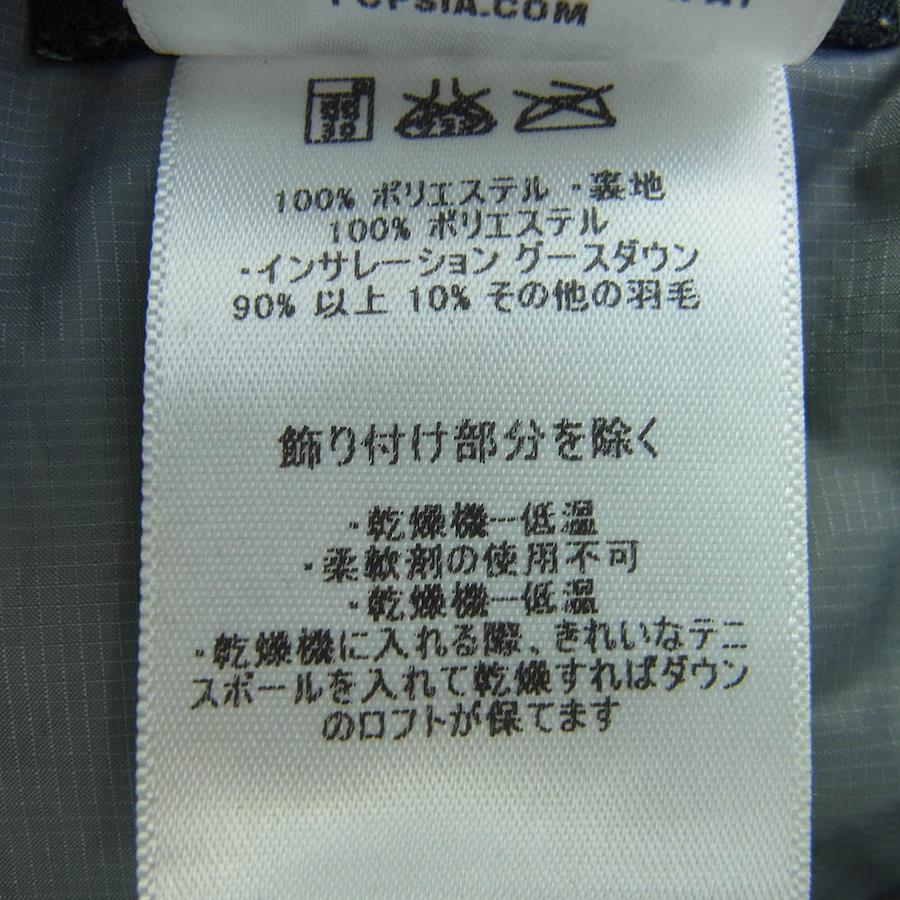 100% ポリエステル ・裏地
100% ポリエステル
・インサレーション グースダウン
90% 以上 10% その他の羽毛
飾り付け部分を除く
・乾燥機ー低温
・柔軟剤の使用不可
・乾燥機ー低温
・乾燥機に入れる際、きれいなテニ
スボールを入れて乾燥すればダウン
のロフトが保てます